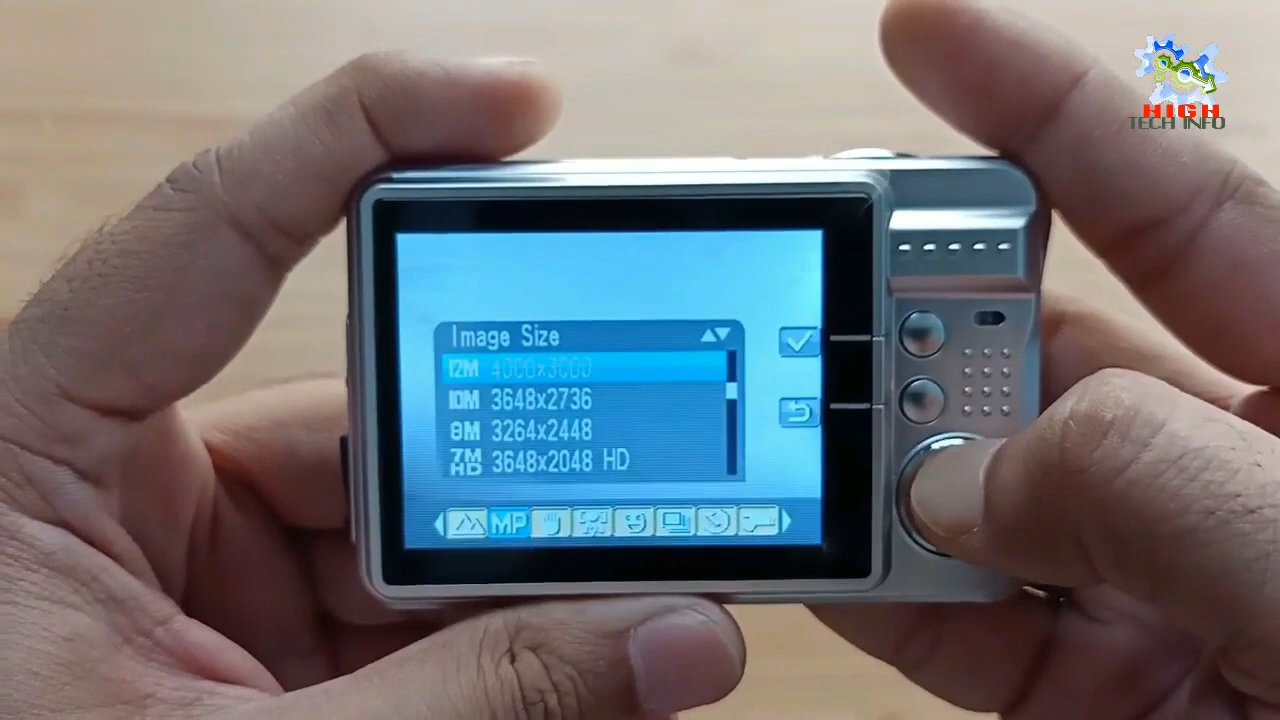 HIGH
TECH INFO
Image Size
12M 4000x3000
10M 3648x2736
8M 3264x2448
7M HD 3648x2048 HD
MP